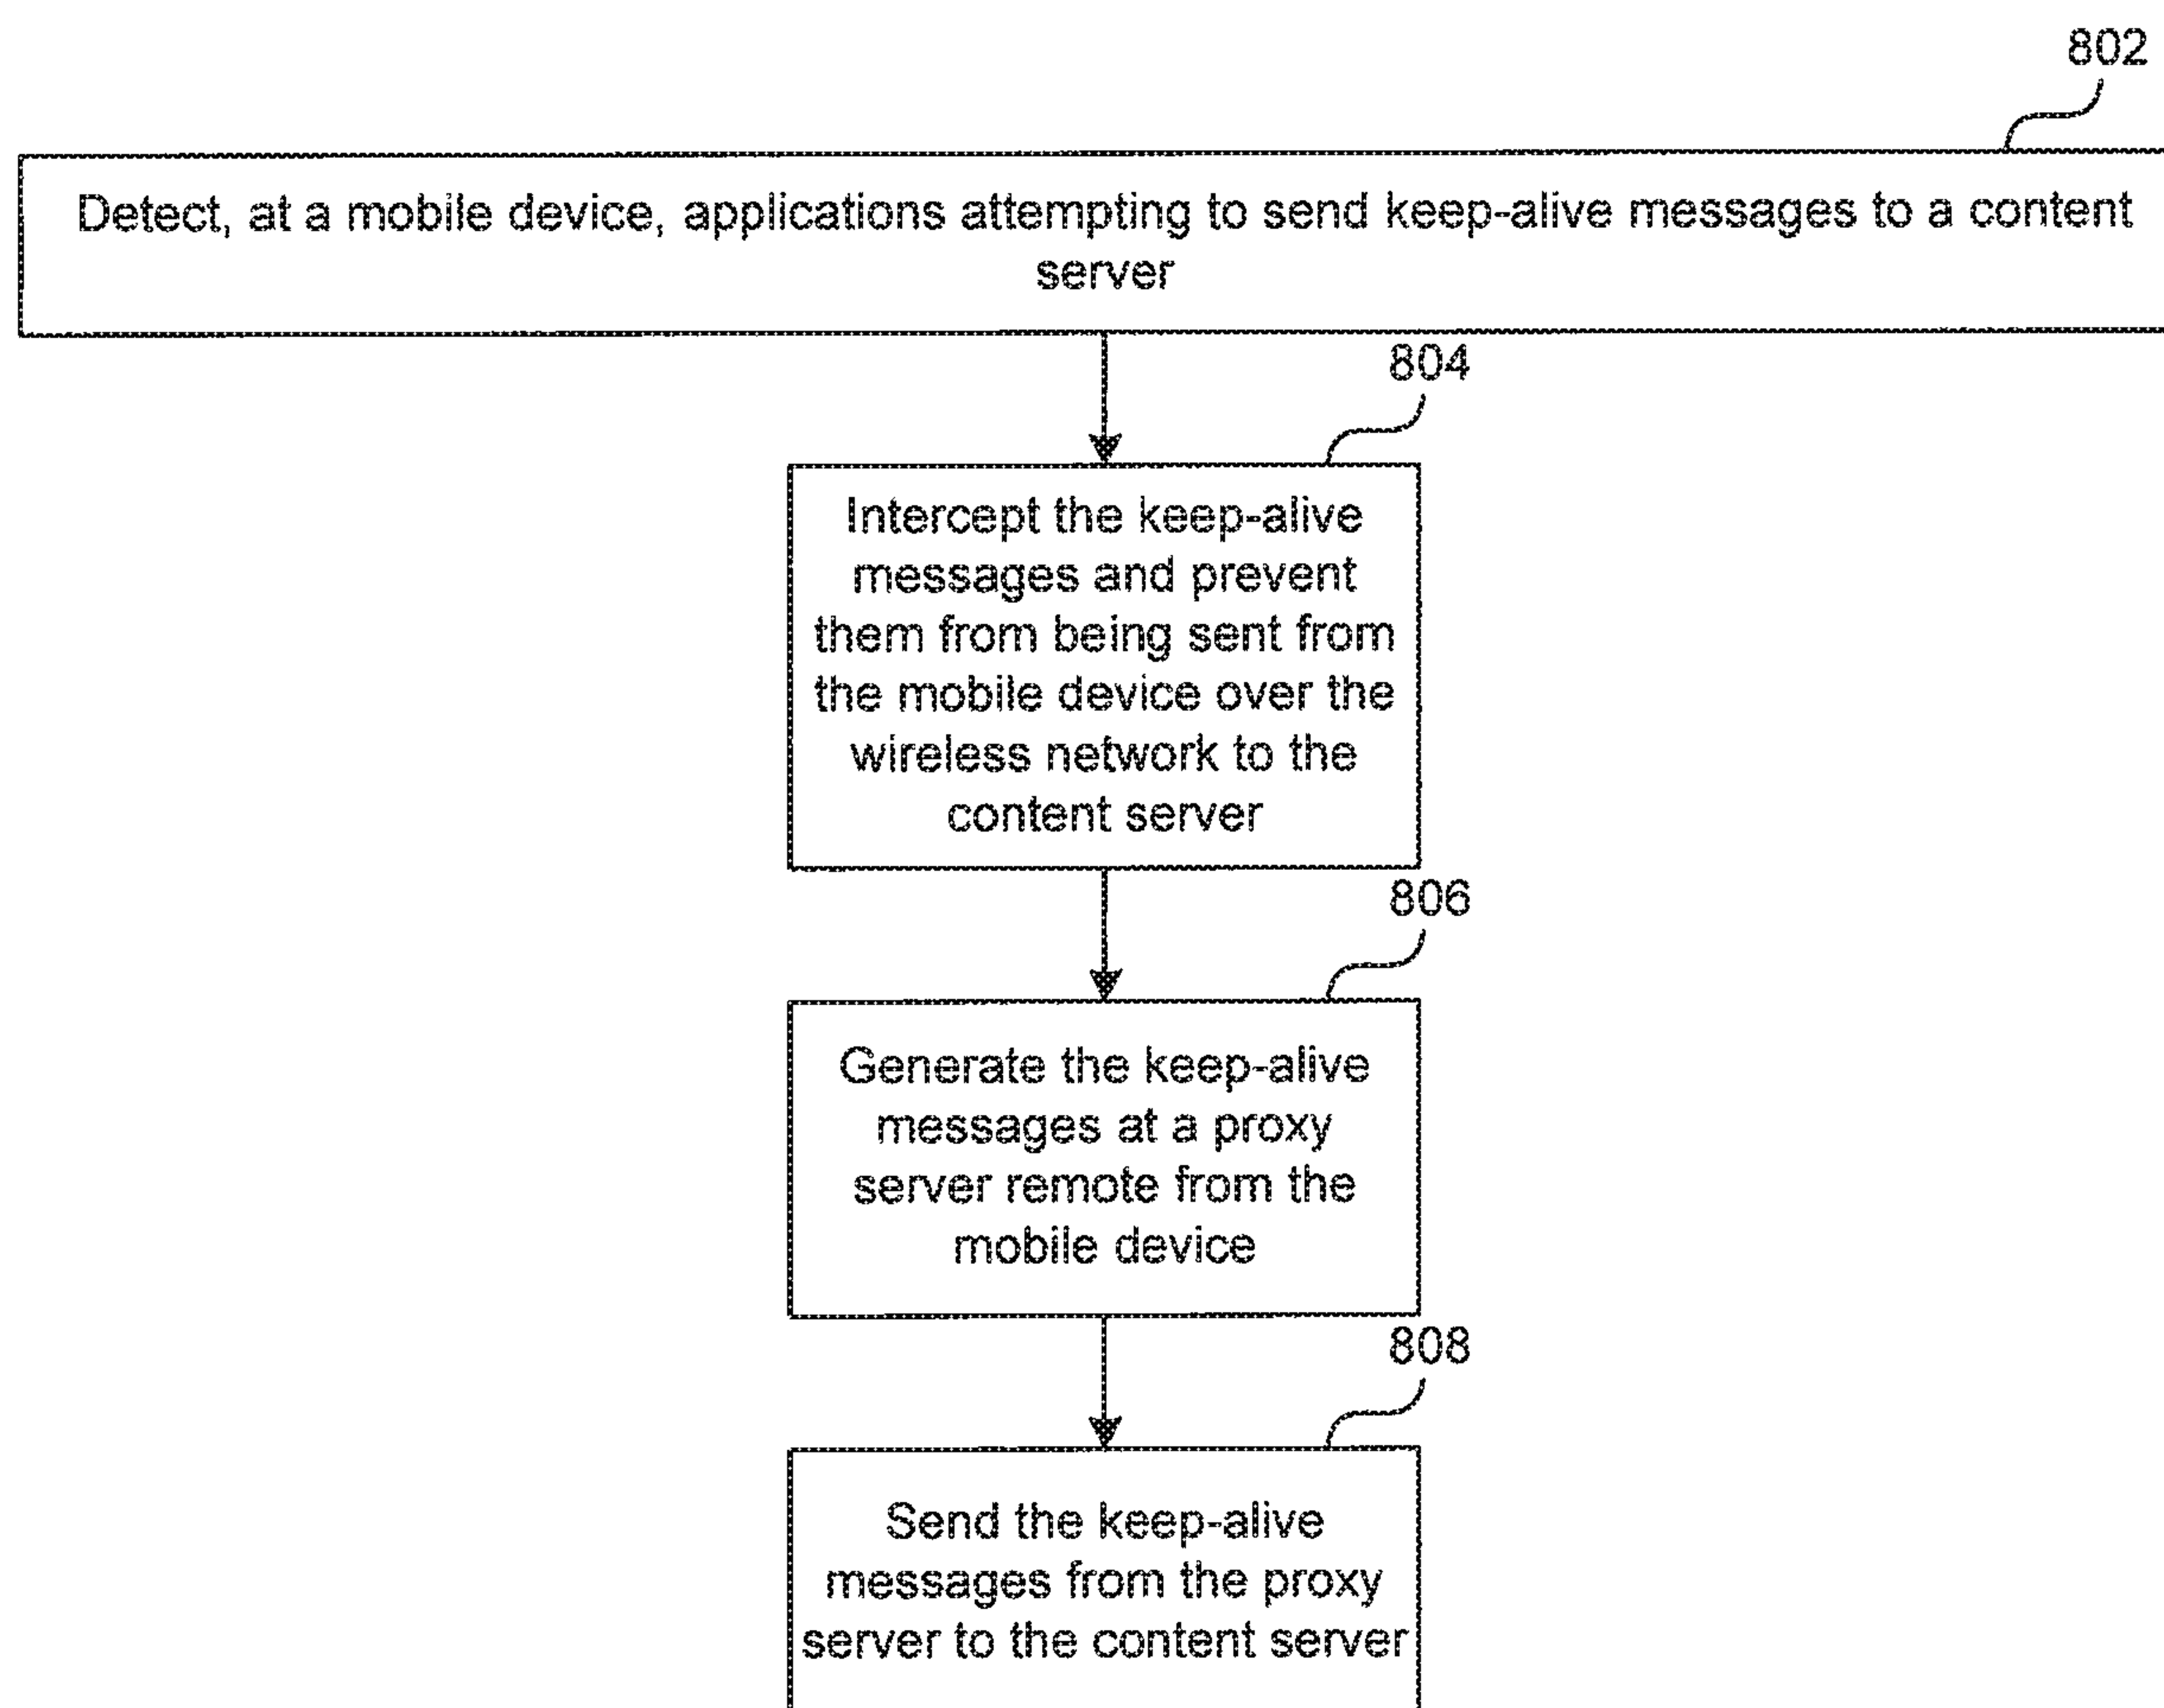 802
Detect, at a mobile device, applications attempting to send keep-alive messages to a content
server
804
Intercept the keep-alive
messages and prevent
them from being sent from
the mobile device over the
wireless network to the
content server
806
Generate the keep-alive
messages at a proxy
server remote from the
mobile device
808
Send the keep-alive
messages from the proxy
server to the content server